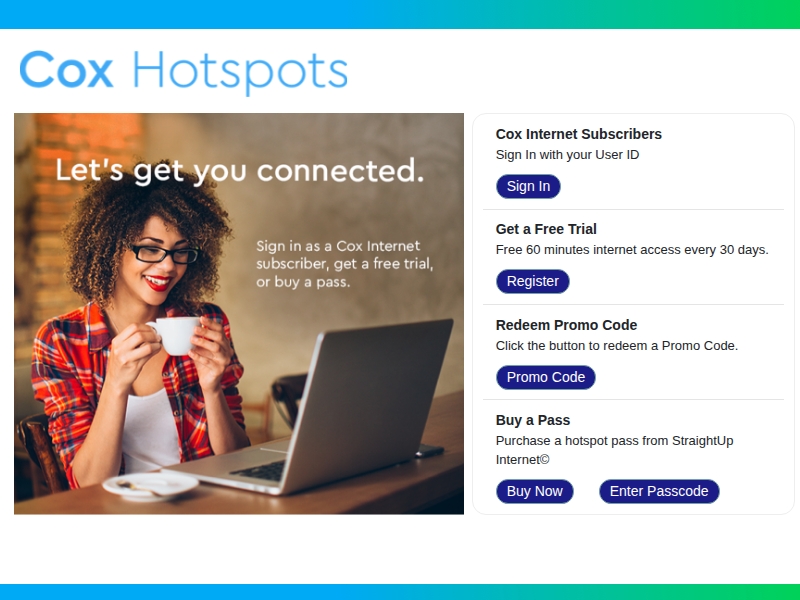 Cox Hotspots
Let's get you connected.
Sign in as a Cox Internet
subscriber, get a free trial,
or buy a pass.
Cox Internet Subscribers
Sign In with your User ID
Sign In
Get a Free Trial
Free 60 minutes internet access every 30 days.
Register
Redeem Promo Code
Click the button to redeem a Promo Code.
Promo Code
Buy a Pass
Purchase a hotspot pass from StraightUp
Internet©
Buy Now
Enter Passcode